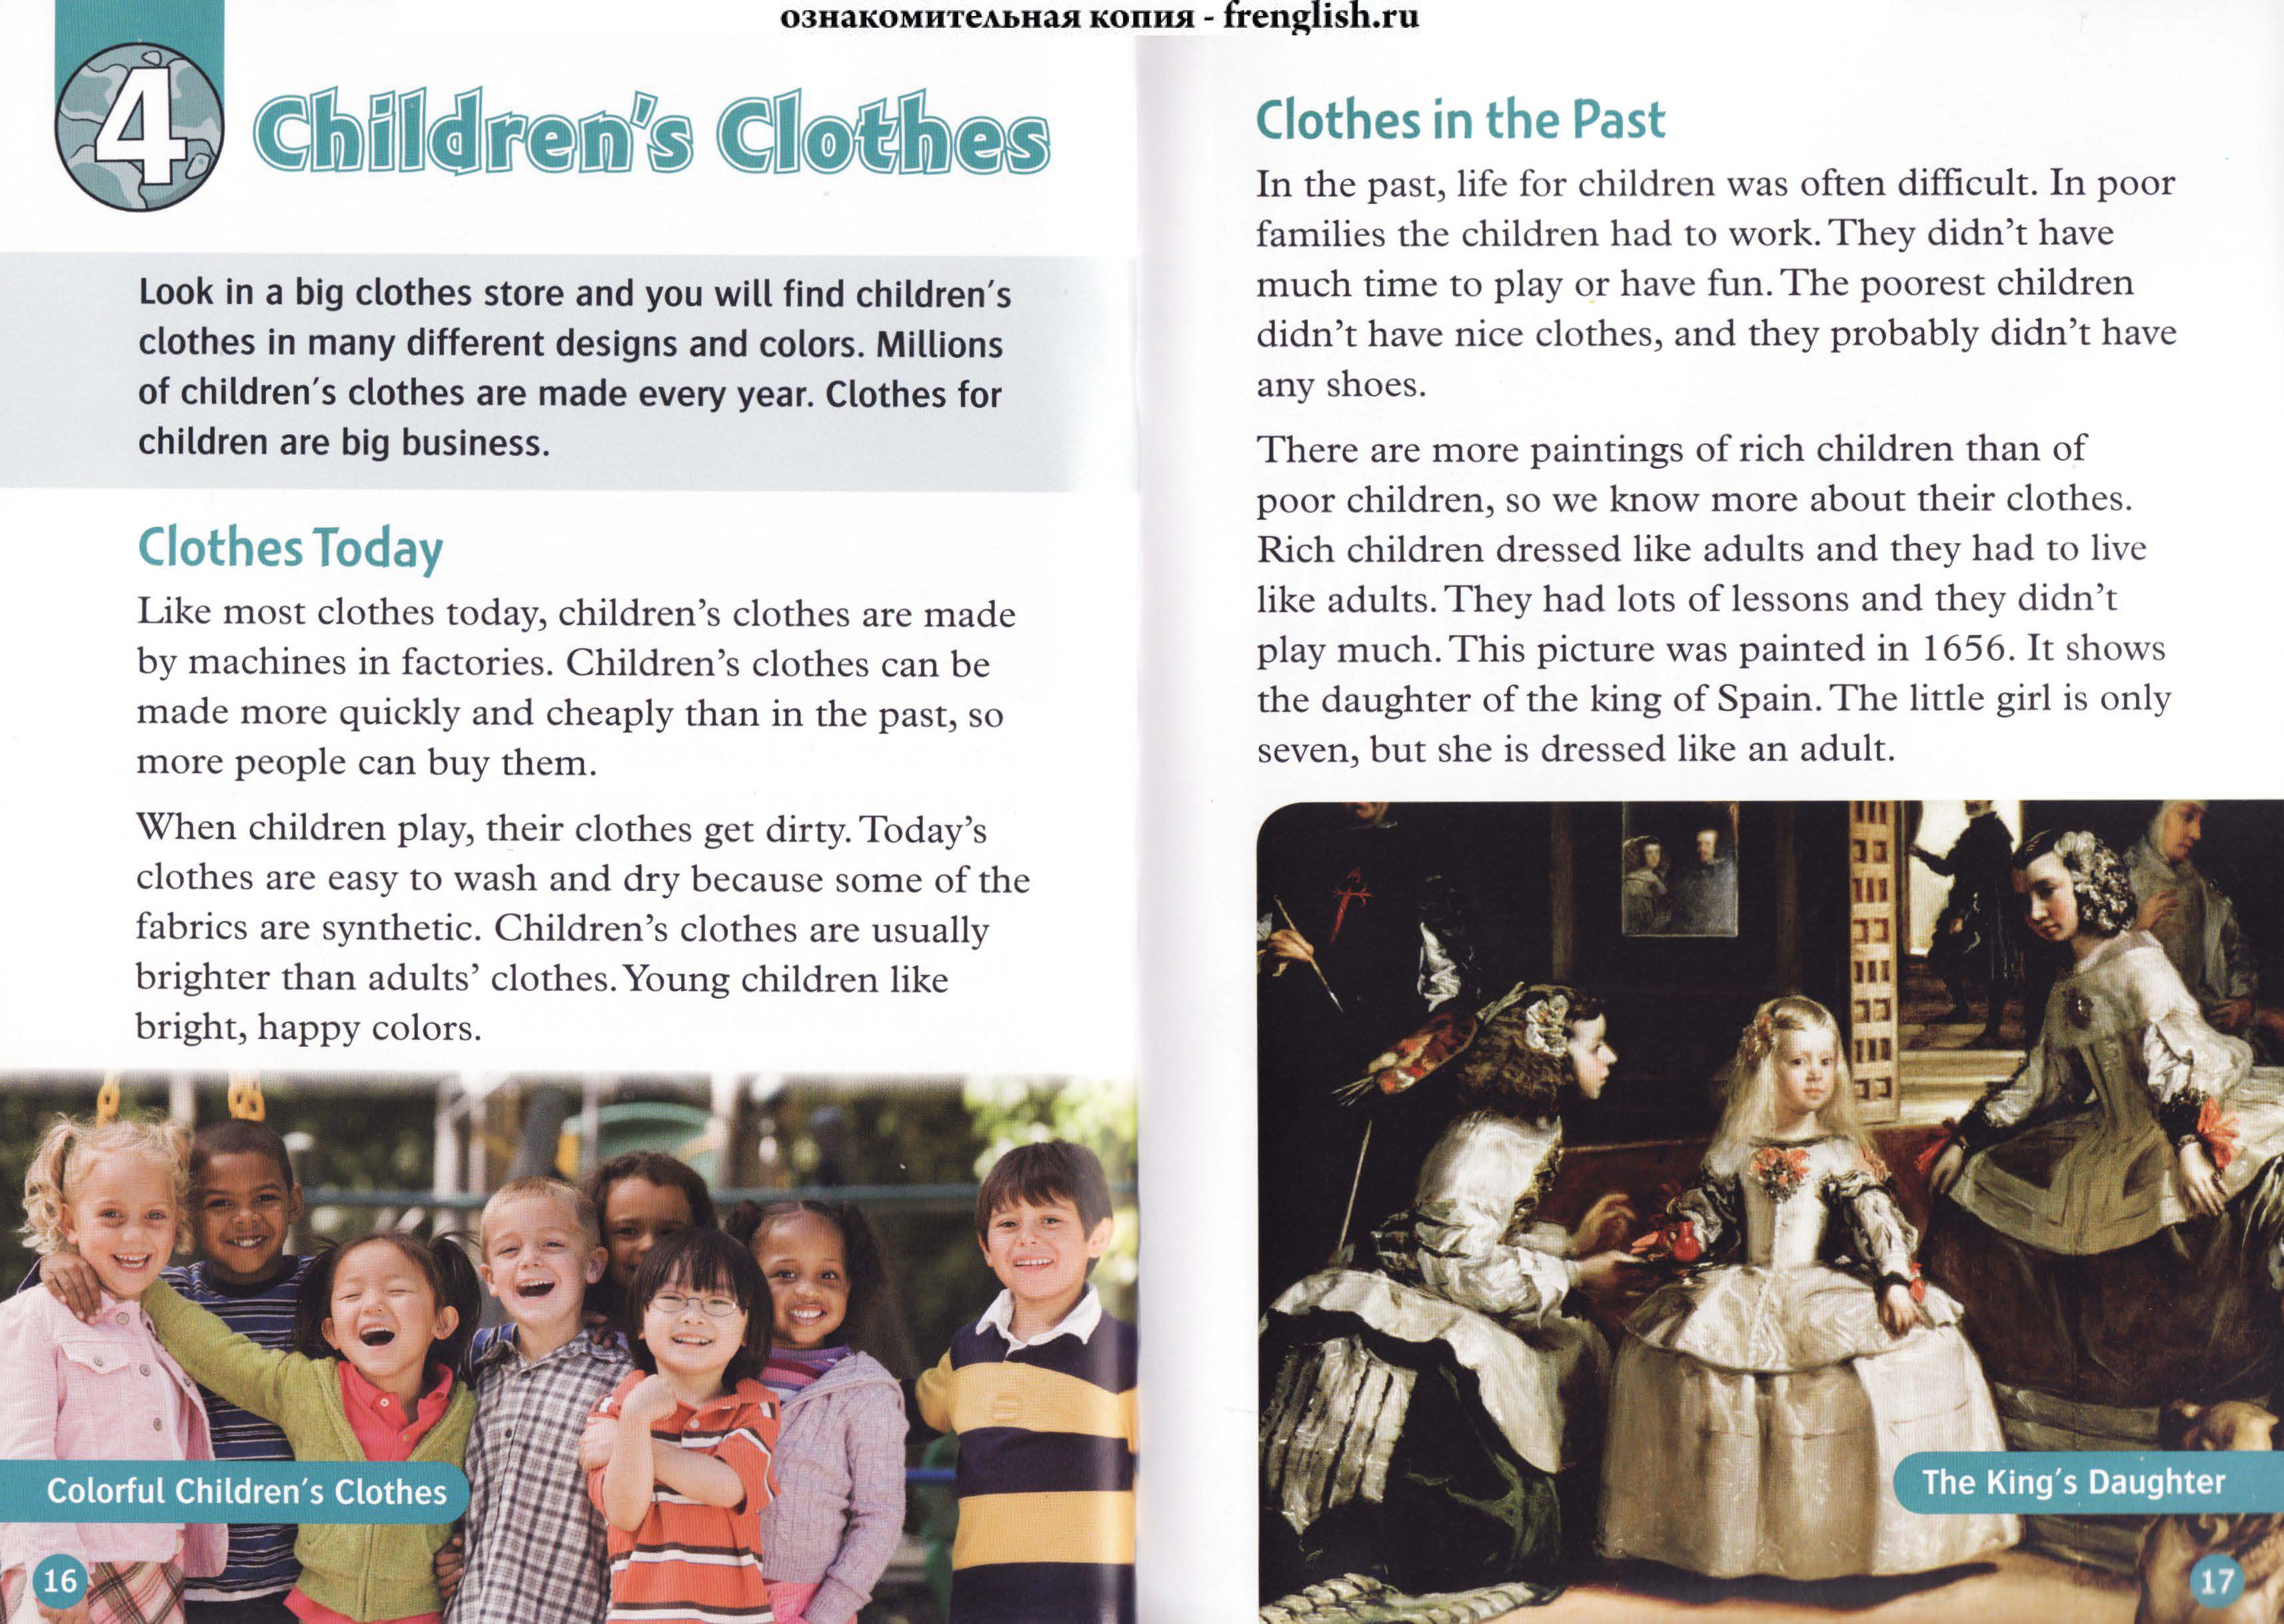 ознакомительная копия - frenglish.ru
4
Children's Clothes
Look in a big clothes store and you will find children's
clothes in many different designs and colors. Millions
of children's clothes are made every year. Clothes for
children are big business.
Clothes Today
Like most clothes today, children's clothes are made
by machines in factories. Children's clothes can be
made more quickly and cheaply than in the past, so
more people can buy them.
When children play, their clothes get dirty. Today's
clothes are easy to wash and dry because some of the
fabrics are synthetic. Children's clothes are usually
brighter than adults' clothes. Young children like
bright, happy colors.
Colorful Children's Clothes
16
Clothes in the Past
In the past, life for children was often difficult. In poor
families the children had to work. They didn't have
much time to play or have fun. The poorest children
didn't have nice clothes, and they probably didn't have
any shoes.
There are more paintings of rich children than of
poor children, so we know more about their clothes.
Rich children dressed like adults and they had to live
like adults. They had lots of lessons and they didn't
play much. This picture was painted in 1656. It shows
the daughter of the king of Spain. The little girl is only
seven, but she is dressed like an adult.
The King's Daughter
17